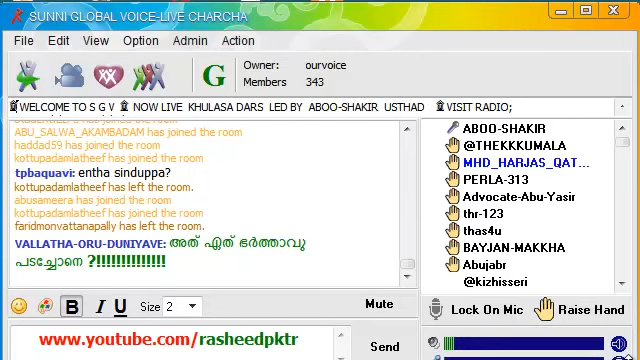 SUNNI GLOBAL VOICE-LIVE CHARCHA
File Edit View Option Admin Action
Owner: ourvoice
G
Members 343
WELCOME TO S G V NOW LIVE KHULASA DARS LED BY ABOO-SHAKIR USTHAD VISIT RADIO;
ABU_SALWA_AKAMBADAM has joined the room
haddad59 has joined the room
kottupadamlatheef has joined the room
tpbaquavi: entha sinduppa?
kottupadamlatheef has left the room.
abusameera has joined the room
kottupadamlatheef has joined the room
faridmonvattanapally has left the room.
VALLATHA-ORU-DUNIYAVE: അത് ഏത് ഭർത്താവു
പടച്ചോനെ ?!!!!!!!!!!!!!!
ABOO-SHAKIR
@THEKKKUMALA
MHD_HARJAS_QAT...
PERLA-313
Advocate-Abu-Yasir
thr-123
thas4u
BAYJAN-MAKKHA
Abujabr
@kizhisseri
B I U Size 2 Mute
Lock On Mic Raise Hand
www.youtube.com/rasheedpktr
Send